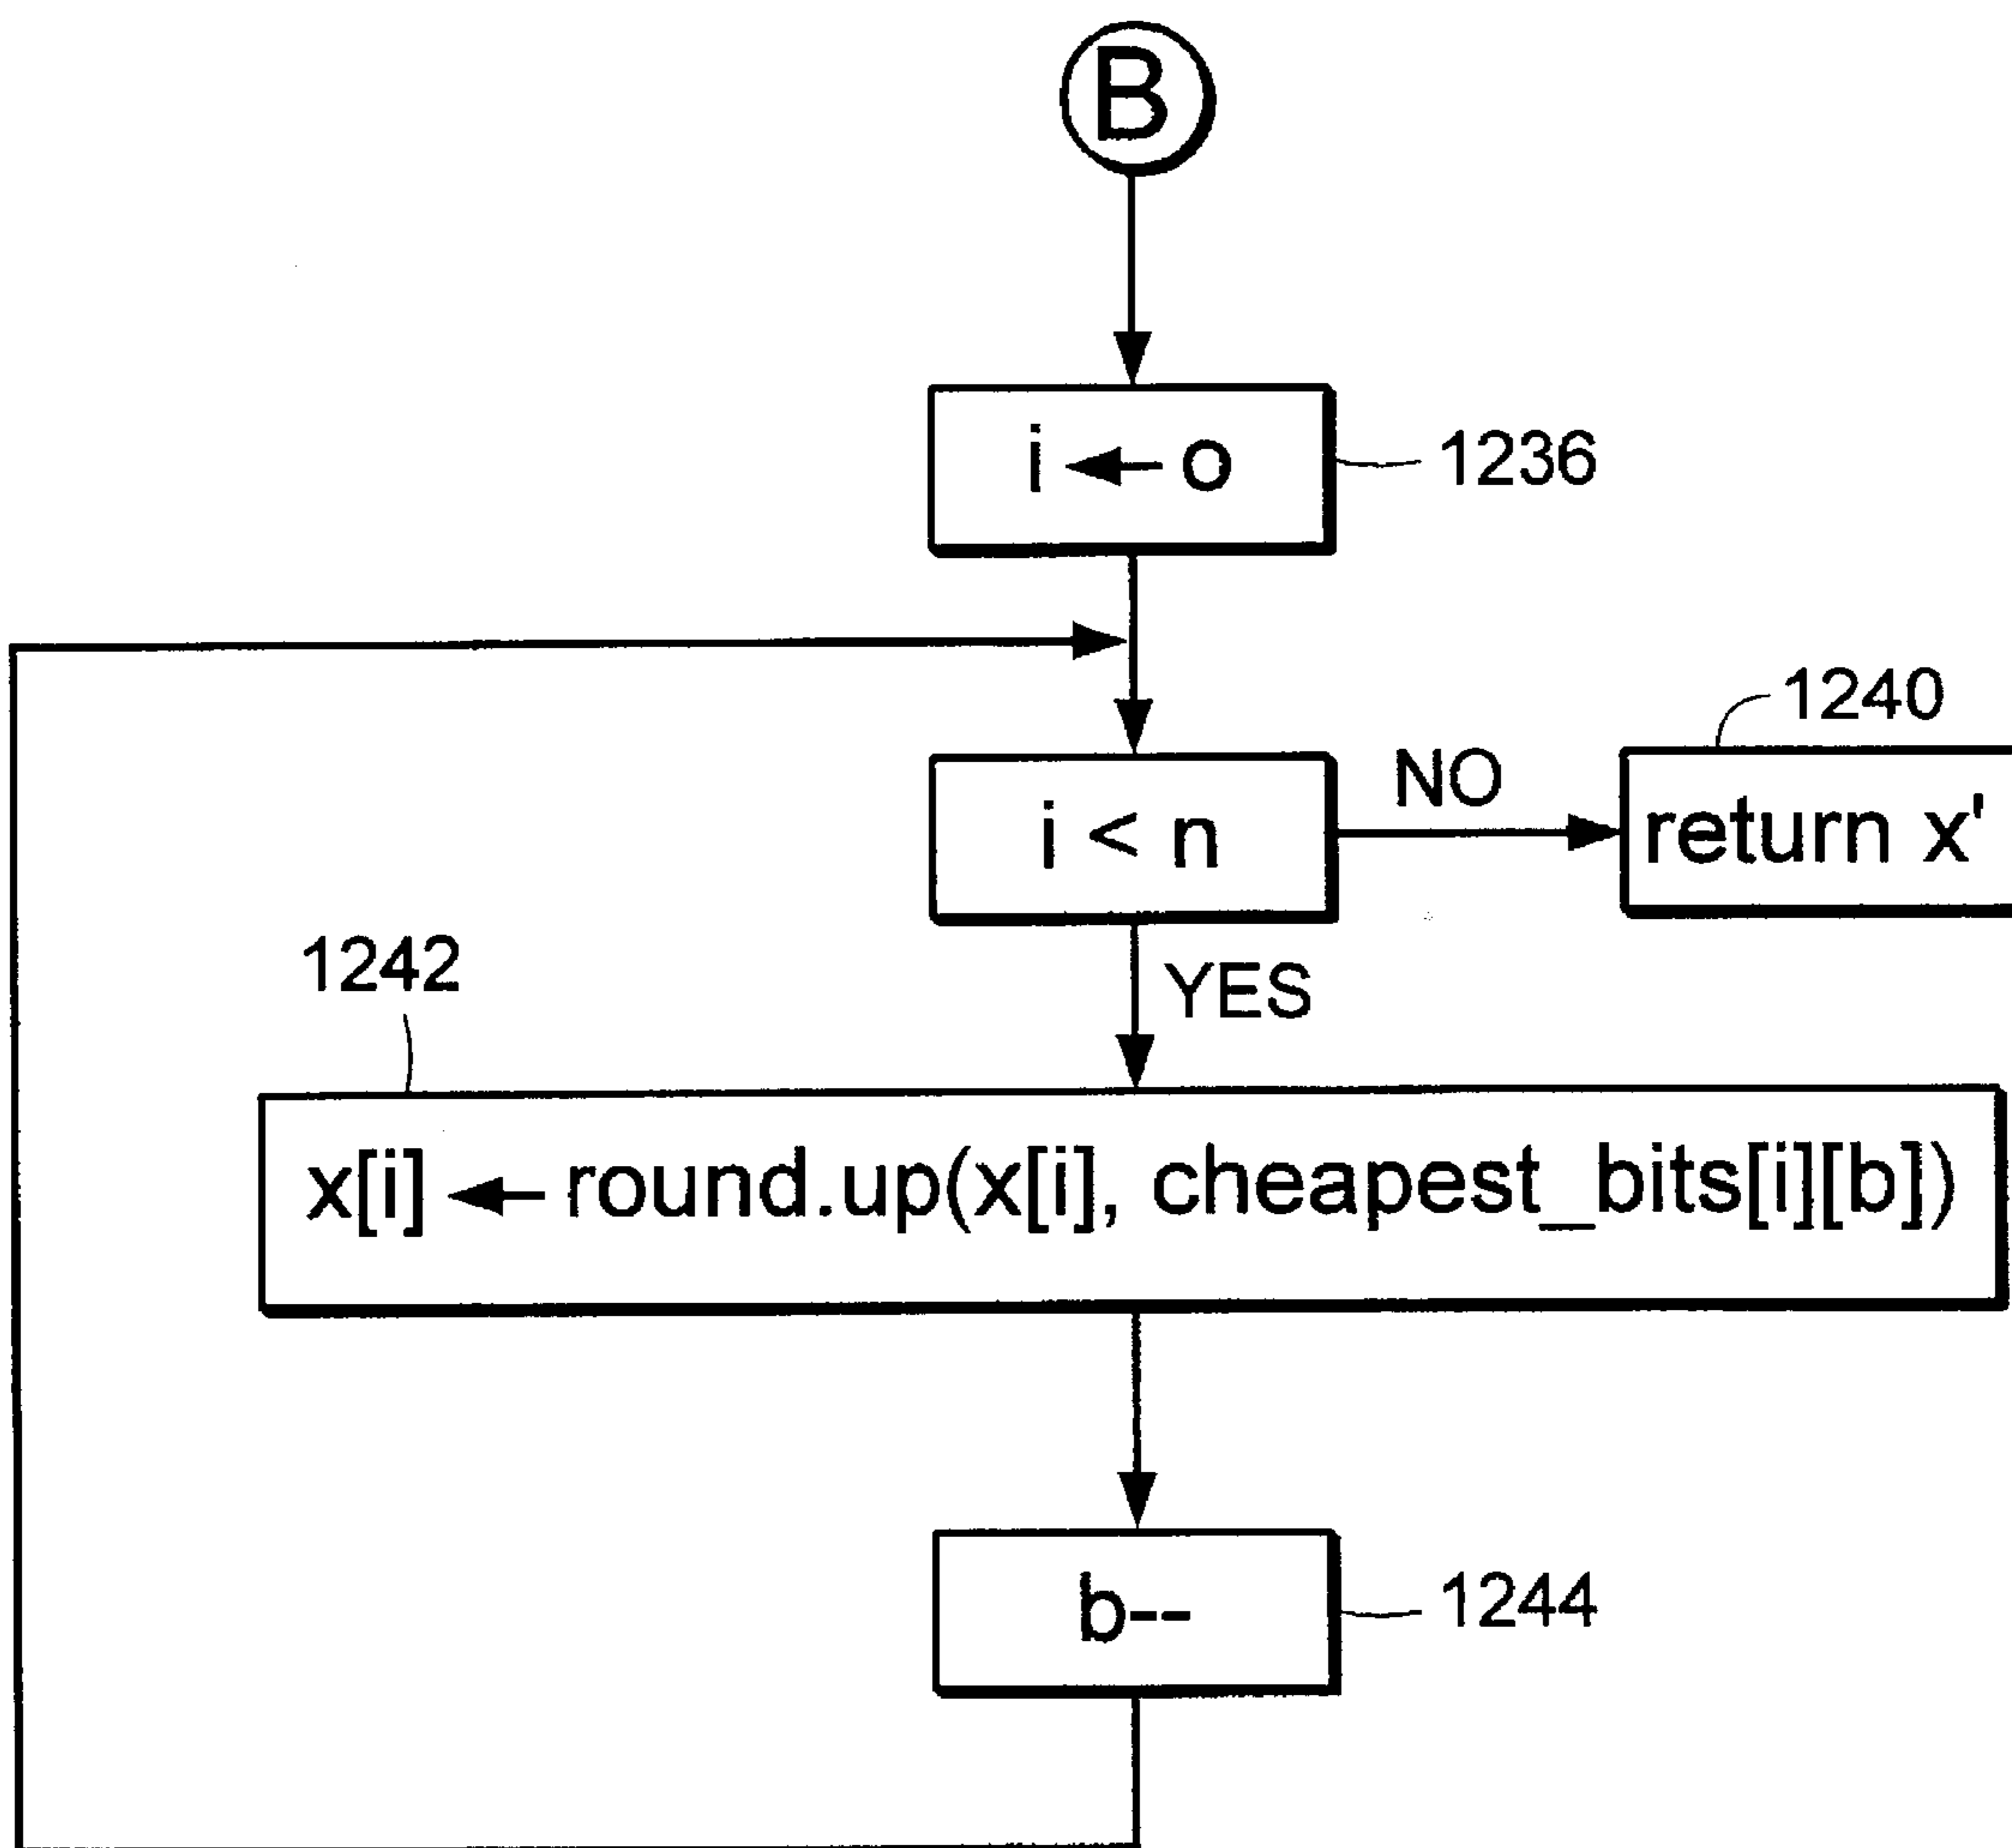 B
i ← o
1236
1240
i < n
NO
return x'
YES
1242
x[i] ← round.up(x[i], cheapest_bits[i][b])
b--
1244